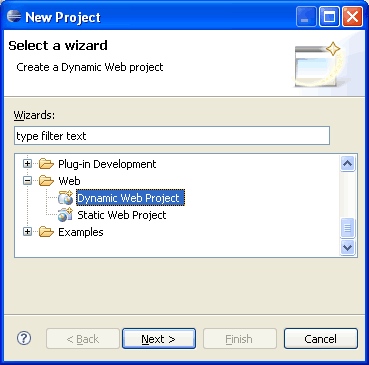 New Project
Select a wizard
Create a Dynamic Web project
Wizards:
type filter text
Plug-in Development
Web
Dynamic Web Project
Static Web Project
Examples
? < Back Next > Finish Cancel